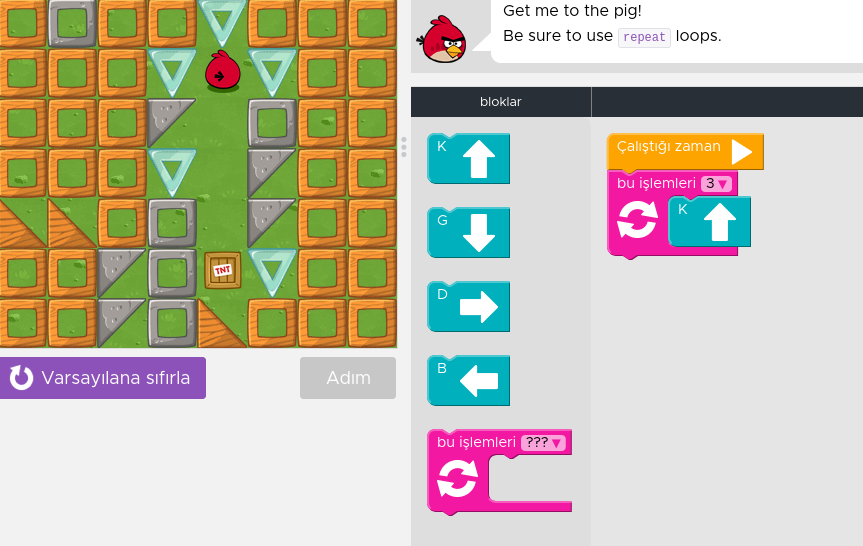 Get me to the pig!
Be sure to use repeat loops.
bloklar
K
G
D
B
bu işlemleri ???
Çalıştığı zaman
bu işlemleri 3
K
TNT
Varsayılana sıfırla
Adım